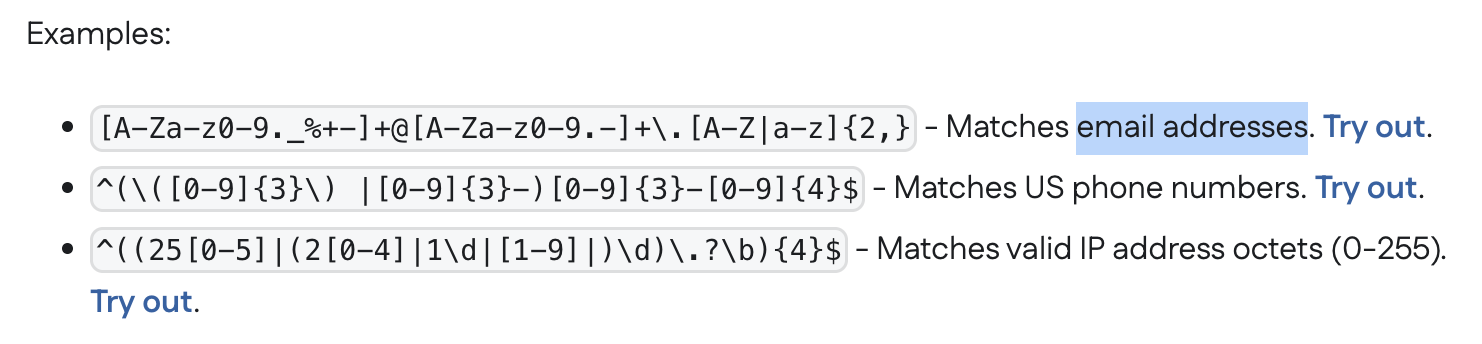 Examples:
• [A-Za-z0-9._%+-]+@[A-Za-z0-9.-]+\.[A-Z|a-z]{2,} - Matches email addresses. Try out.
• ^(\([0-9]{3}\) |[0-9]{3}-)[0-9]{3}-[0-9]{4}$ - Matches US phone numbers. Try out.
• ^((25[0-5]|(2[0-4]|1\d|[1-9]|)\d)\.?\b){4}$ - Matches valid IP address octets (0-255).
Try out.